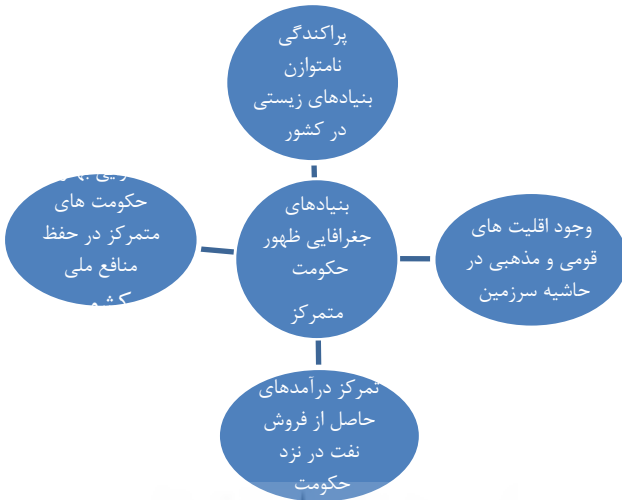 پراکندگی
نامتوازن
بنیادهای زیستی
در کشور
حکومت های
متمرکز در حفظ
منافع ملی
بنیادهای
جغرافایی ظهور
حکومت
متمرکز
وجود اقلیت های
قومی و مذهبی در
حاشیه سرزمین
تمرکز درآمدهای
حاصل از فروش
نفت در نزد
حکومت